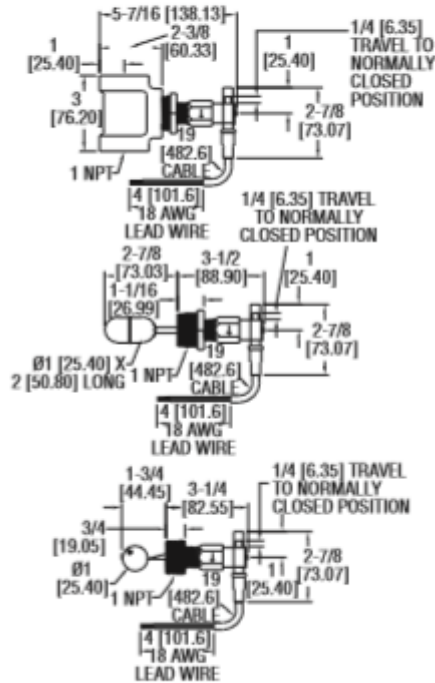 5-7/16 [138.13]
2-3/8
[60.33]
1
[25.40]
1/4 [6.35]
TRAVEL TO
NORMALLY
CLOSED
POSITION
1
[25.40]
3
[76.20]
2-7/8
[73.07]
19
[482.6]
CABLE
1 NPT
4 [101.6]
18 AWG
LEAD WIRE
1/4 [6.35] TRAVEL
TO NORMALLY
CLOSED POSITION
2-7/8
[73.03]
3-1/2
[88.90]
1
[25.40]
1-1/16
[26.99]
2-7/8
[73.07]
Ø1 [25.40] X
2 [50.80] LONG
1 NPT
19
[482.6]
CABLE
4 [101.6]
18 AWG
LEAD WIRE
1-3/4
[44.45]
3-1/4
[82.55]
1/4 [6.35] TRAVEL
TO NORMALLY
CLOSED POSITION
3/4
[19.05]
Ø1
[25.40]
2-7/8
[73.07]
1
[25.40]
1 NPT
19
[482.6]
CABLE
4 [101.6]
18 AWG
LEAD WIRE